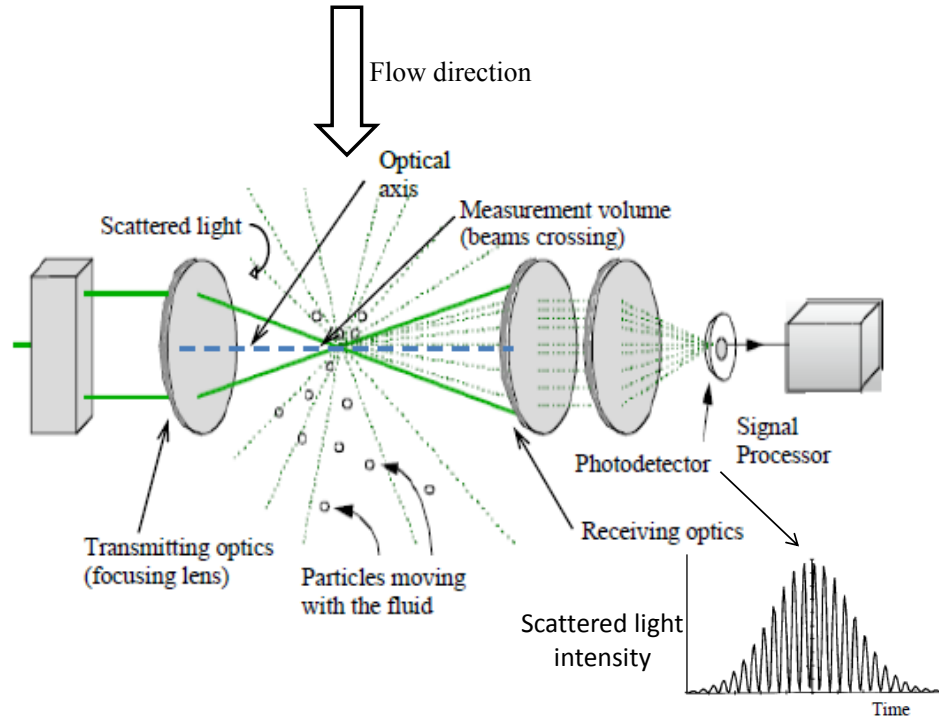 Flow direction
Optical
axis
Measurement volume
(beams crossing)
Scattered light
Signal
Processor
Photodetector
Receiving optics
Transmitting optics
(focusing lens)
Particles moving
with the fluid
Scattered light
intensity
Time